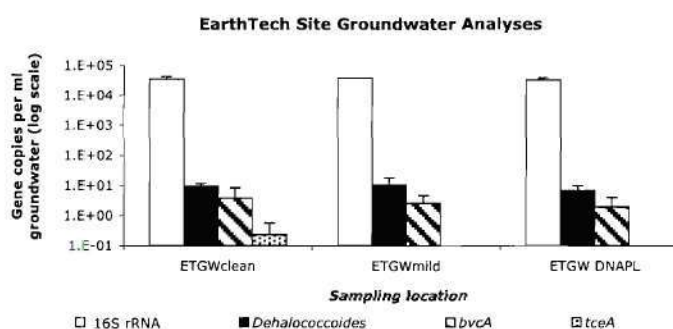 EarthTech Site Groundwater Analyses
Gene copies per ml
groundwater (log scale)
1.E+05
1.E+04
1.E+03
1.E+02
1.E+01
1.E+00
1.E-01
ETGWclean ETGWmild ETGW DNAPL
Sampling location
16S rRNA Dehalococcoides bvcA tceA